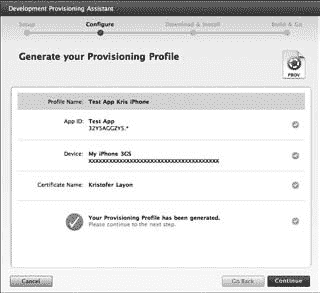 Development Provisioning Assistant
Setup
Configure
Download & Install
Build & Go
Generate your Provisioning Profile
PROV
Profile Name: Test App Kris iPhone
App ID: Test App
32Y5AGGZY5.*
Device: My iPhone 3GS
XXXXXXXXXXXXXXXXXXXXXXXXXXXXXXXXXXXXXXXX
Certificate Name: Kristofer Layon
Your Provisioning Profile has been generated.
Please continue to the next step.
Cancel
Go Back
Continue